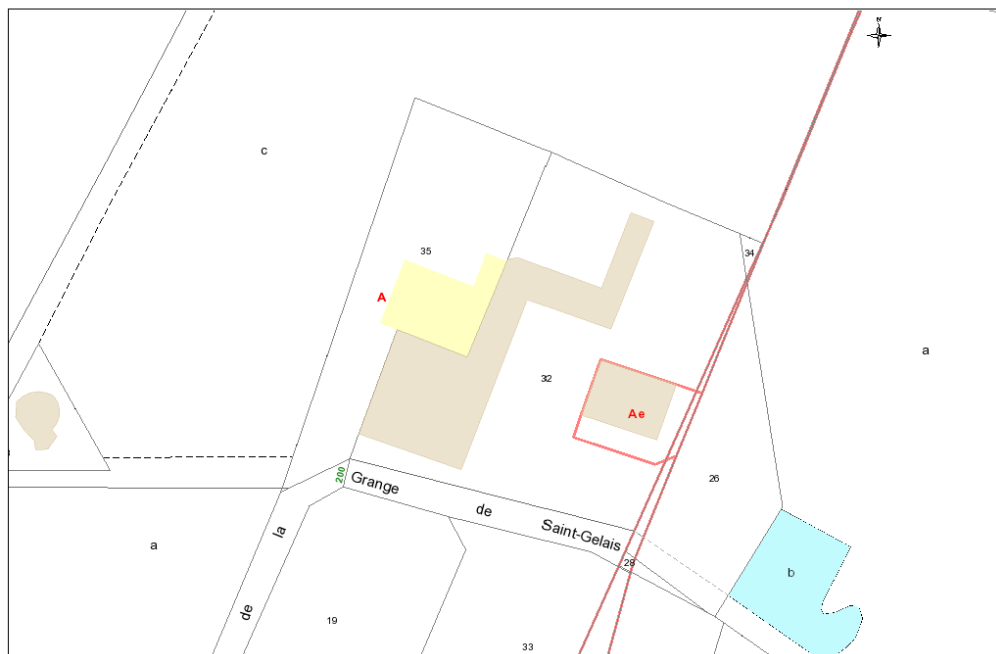 N
c
35
34
A
a
32
Ae
26
200
Grange de Saint-Gelais
a
de la
b
28
19
33